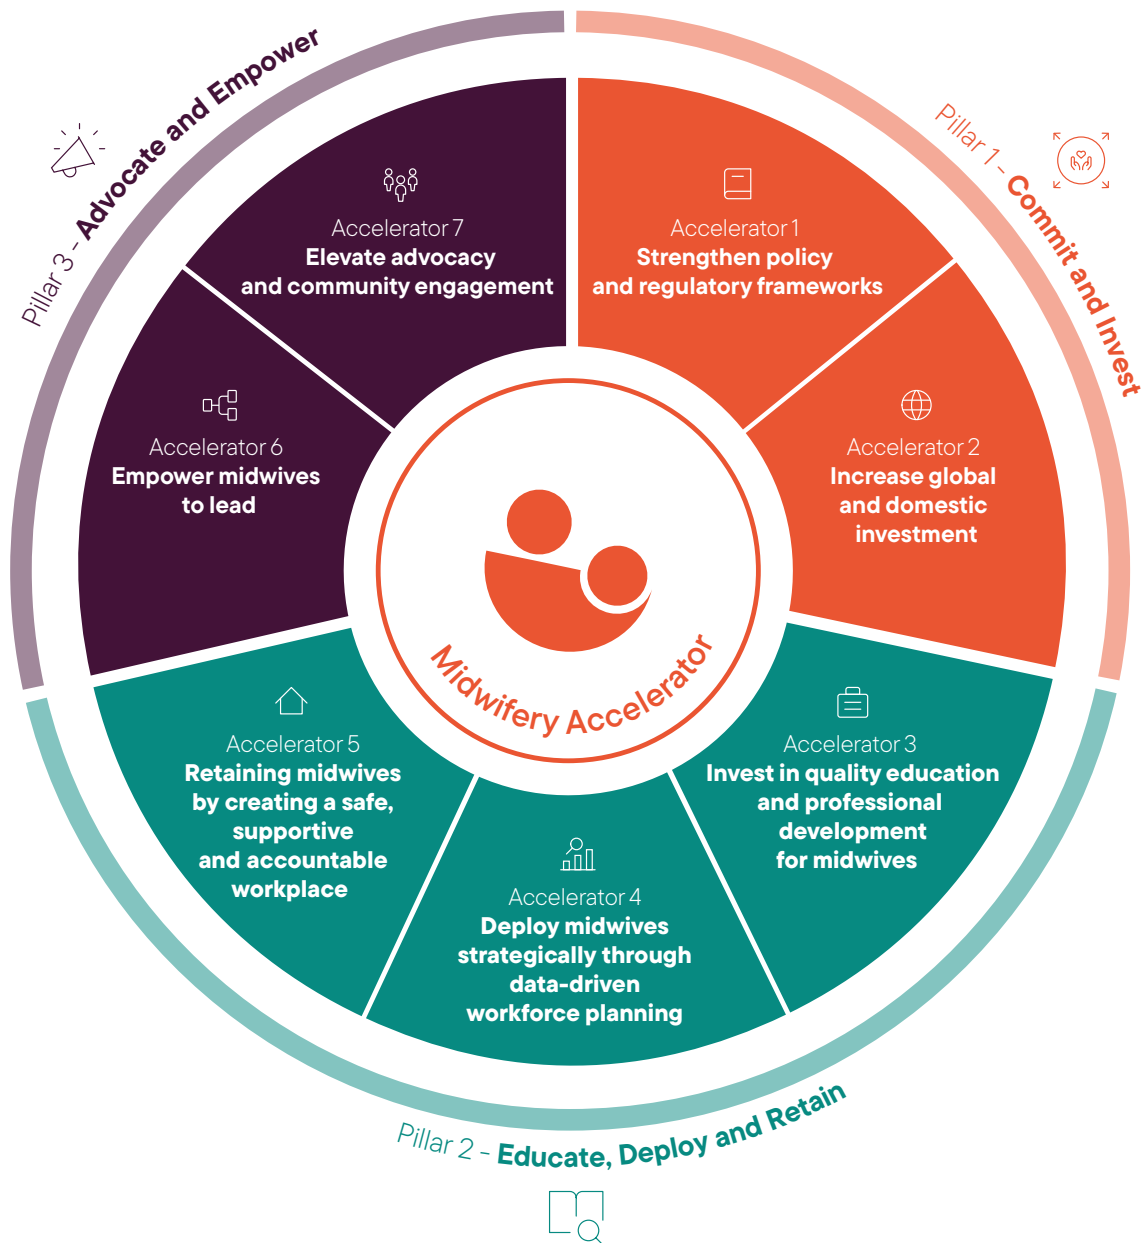 Pillar 1 - Commit and Invest
Accelerator 1
Strengthen policy
and regulatory frameworks
Accelerator 2
Increase global
and domestic
investment
Pillar 2 - Educate, Deploy and Retain
Accelerator 3
Invest in quality education
and professional
development
for midwives
Accelerator 4
Deploy midwives
strategically through
data-driven
workforce planning
Accelerator 5
Retaining midwives
by creating a safe,
supportive
and accountable
workplace
Pillar 3 - Advocate and Empower
Accelerator 6
Empower midwives
to lead
Accelerator 7
Elevate advocacy
and community engagement
Midwifery Accelerator